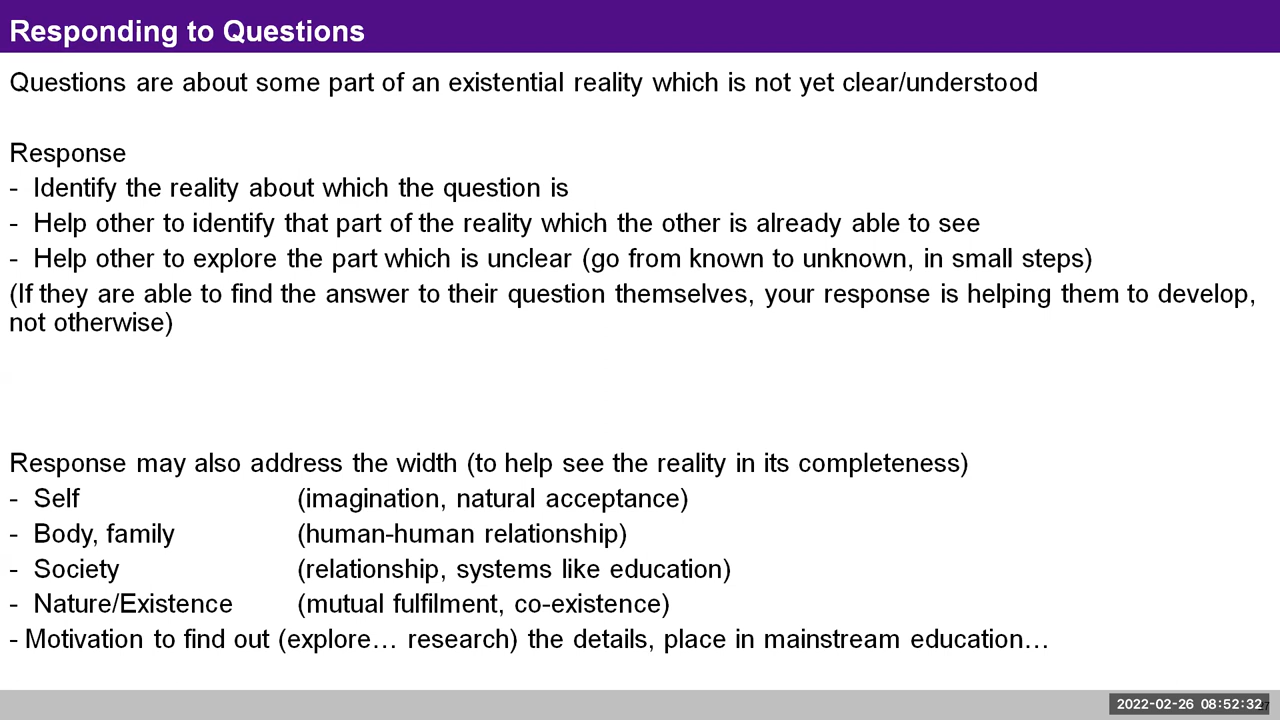 Responding to Questions
Questions are about some part of an existential reality which is not yet clear/understood
Response
- Identify the reality about which the question is
- Help other to identify that part of the reality which the other is already able to see
- Help other to explore the part which is unclear (go from known to unknown, in small steps)
(If they are able to find the answer to their question themselves, your response is helping them to develop,
not otherwise)
Response may also address the width (to help see the reality in its completeness)
- Self (imagination, natural acceptance)
- Body, family (human-human relationship)
- Society (relationship, systems like education)
- Nature/Existence (mutual fulfilment, co-existence)
- Motivation to find out (explore… research) the details, place in mainstream education…
2022-02-26 08:52:32